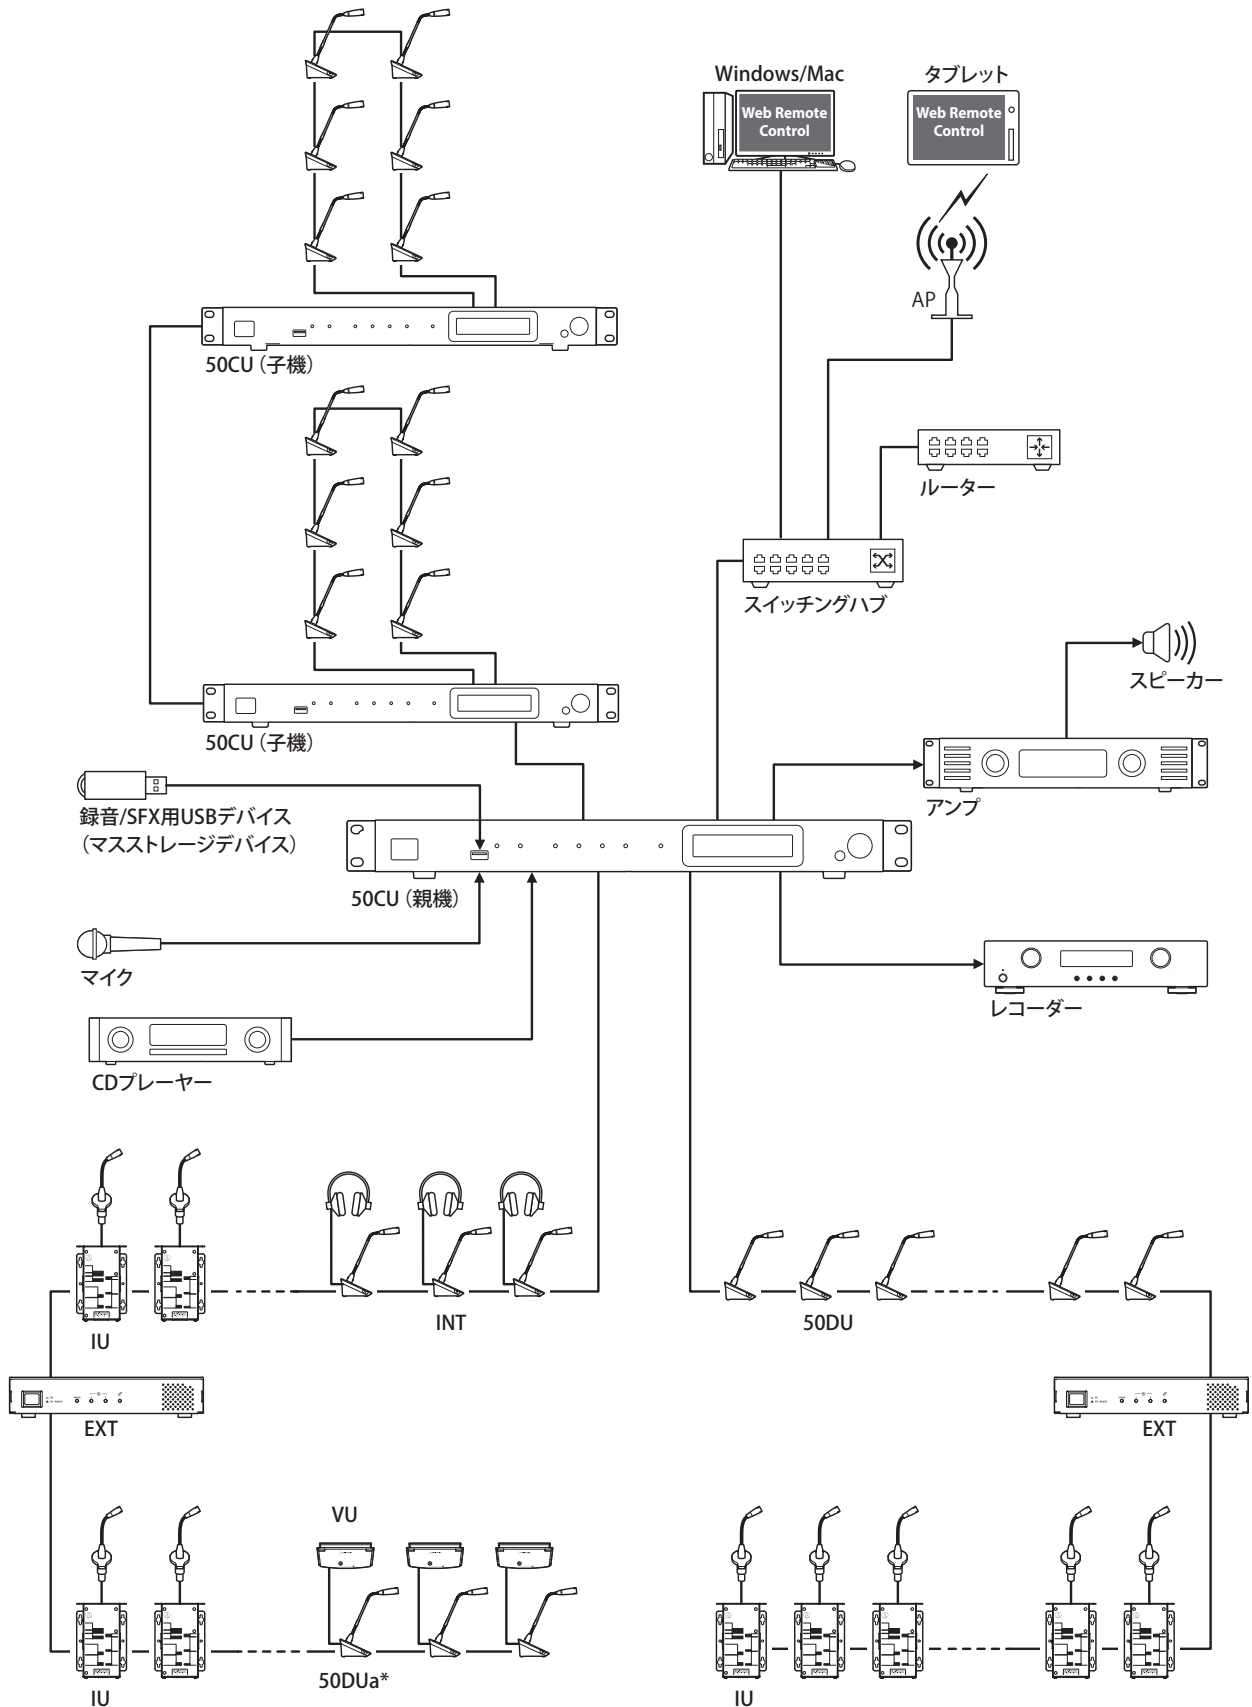 Windows/Mac
タブレット
Web Remote
Control
Web Remote
Control
AP
50CU（子機）
ルーター
スイッチングハブ
スピーカー
50CU（子機）
アンプ
録音/SFX用USBデバイス
（マスストレージデバイス）
50CU（親機）
マイク
レコーダー
CDプレーヤー
IU
INT
50DU
EXT
EXT
VU
50DUa*
IU
IU